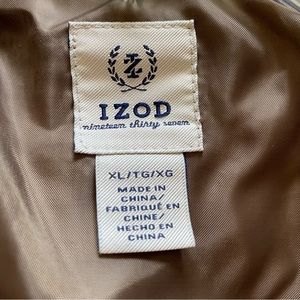 IZOD
nineteen thirty seven
XL/TG/XG
MADE IN
CHINA/
FABRIQUÉ EN
CHINE/
HECHO EN
CHINA